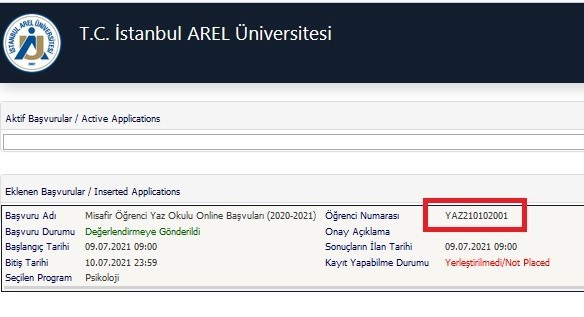 İSTANBUL AREL ÜNİVERSİTESİ
T.C. İstanbul AREL Üniversitesi
Aktif Başvurular / Active Applications
Eklenen Başvurular / Inserted Applications
Başvuru Adı Misafir Öğrenci Yaz Okulu Online Başvuları (2020-2021) Öğrenci Numarası YAZ210102001
Başvuru Durumu Değerlendirmeye Gönderildi Onay Açıklama
Başlangıç Tarihi 09.07.2021 09:00 Sonuçların İlan Tarihi 09.07.2021 09:00
Bitiş Tarihi 10.07.2021 23:59 Kayıt Yapabilme Durumu Yerleştirilmedi/Not Placed
Seçilen Program Psikoloji